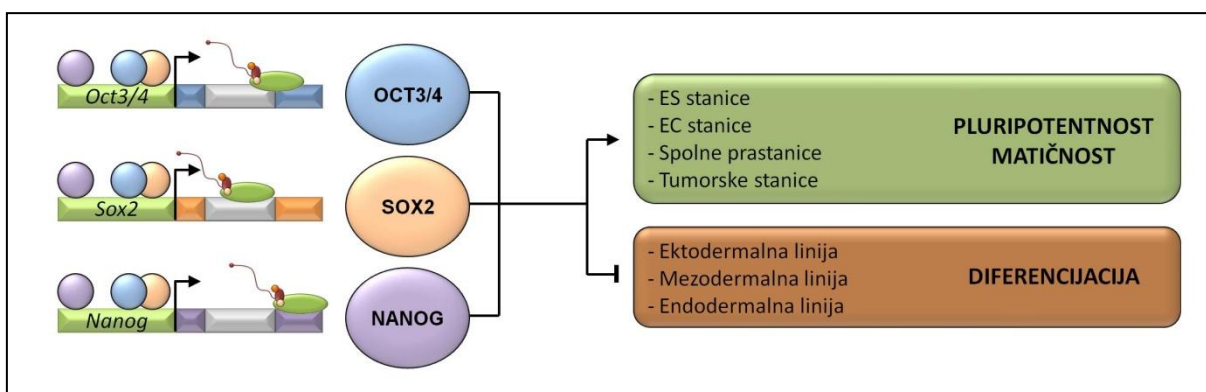 Oct3/4
OCT3/4
Sox2
SOX2
Nanog
NANOG
- ES stanice
- EC stanice
- Spolne prastanice
- Tumorske stanice
PLURIPOTENTNOST
MATIČNOST
- Ektodermalna linija
- Mezodermalna linija
- Endodermalna linija
DIFERENCIJACIJA